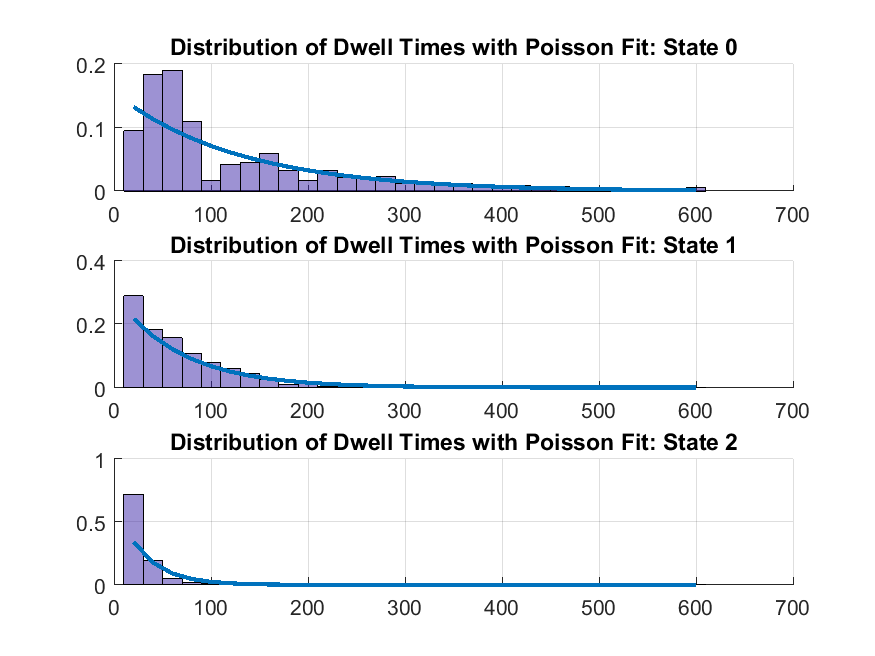 Distribution of Dwell Times with Poisson Fit: State 0
0.2
0.1
0
0 100 200 300 400 500 600 700
Distribution of Dwell Times with Poisson Fit: State 1
0.4
0.2
0
0 100 200 300 400 500 600 700
Distribution of Dwell Times with Poisson Fit: State 2
1
0.5
0
0 100 200 300 400 500 600 700